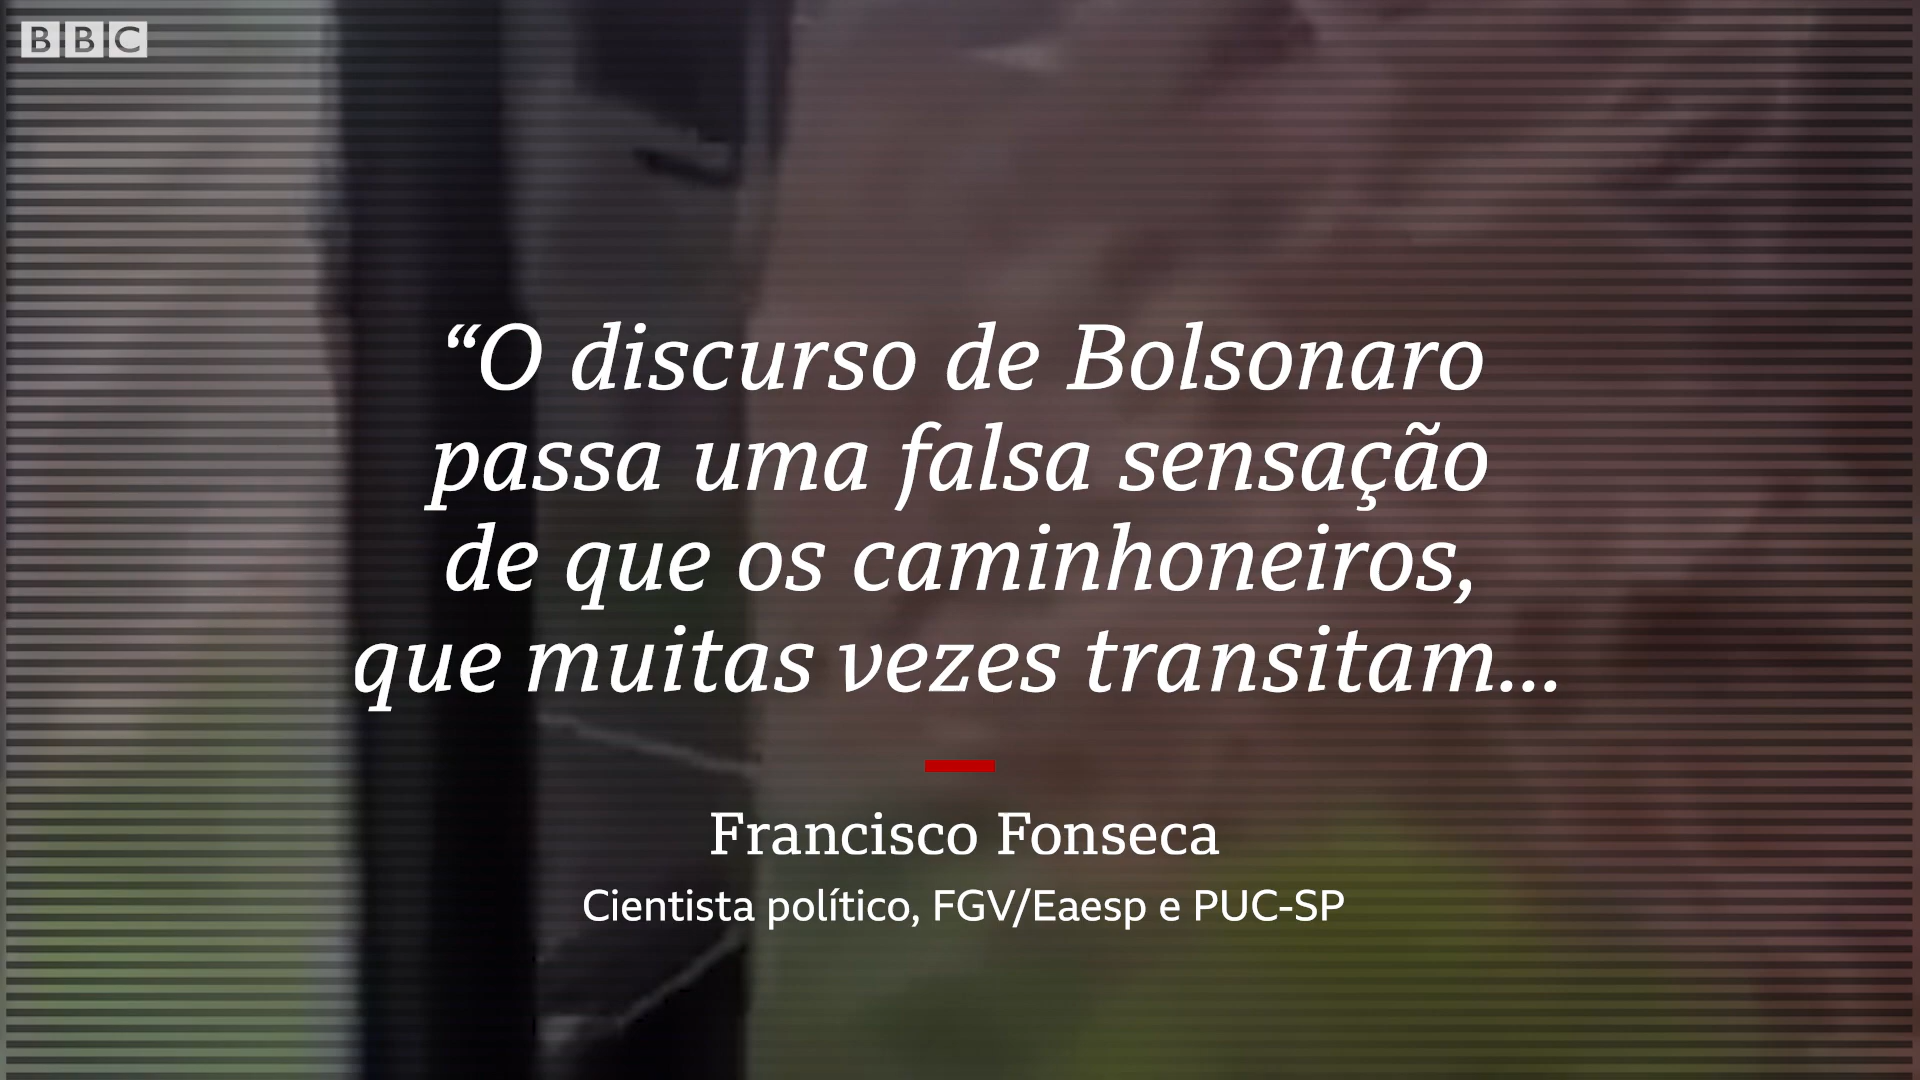 BBC
“O discurso de Bolsonaro
passa uma falsa sensação
de que os caminhoneiros,
que muitas vezes transitam...
Francisco Fonseca
Cientista político, FGV/Eaesp e PUC-SP